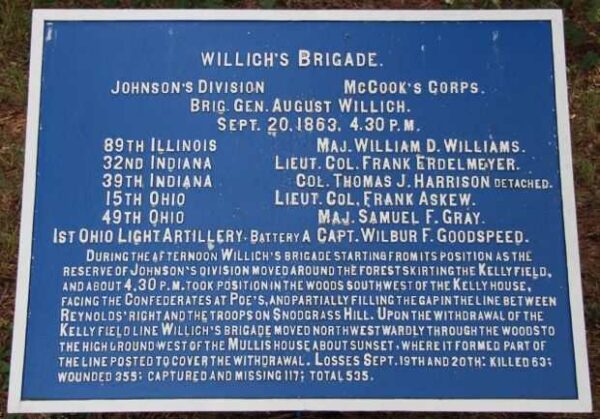 WILLICH'S BRIGADE.
JOHNSON'S DIVISION MCCOOK'S CORPS.
BRIG. GEN. AUGUST WILLICH.
SEPT. 20, 1863, 4.30 P.M.
89TH ILLINOIS MAJ. WILLIAM D. WILLIAMS.
32ND INDIANA LIEUT. COL. FRANK ERDELMEYER.
39TH INDIANA COL. THOMAS J. HARRISON DETACHED.
15TH OHIO LIEUT. COL. FRANK ASKEW.
49TH OHIO MAJ. SAMUEL F. GRAY.
1ST OHIO LIGHT ARTILLERY. BATTERY A CAPT. WILBUR F. GOODSPEED.
DURING THE AFTERNOON WILLICH'S BRIGADE STARTING FROM ITS POSITION AS THE
RESERVE OF JOHNSON'S DIVISION MOVED AROUND THE FOREST SKIRTING THE KELLY FIELD,
AND ABOUT 4.30 P.M. TOOK POSITION IN THE WOODS SOUTHWEST OF THE KELLY HOUSE,
FACING THE CONFEDERATES AT POE'S, AND PARTIALLY FILLING THE GAP IN THE LINE BETWEEN
REYNOLDS' RIGHT AND THE TROOPS ON SNODGRASS HILL. UPON THE WITHDRAWAL OF THE
KELLY FIELD LINE WILLICH'S BRIGADE MOVED NORTHWESTWARDLY THROUGH THE WOODS TO
THE HIGH GROUND WEST OF THE MULLIS HOUSE ABOUT SUNSET, WHERE IT FORMED PART OF
THE LINE POSTED TO COVER THE WITHDRAWAL. LOSSES SEPT. 19TH AND 20TH: KILLED 63;
WOUNDED 355; CAPTURED AND MISSING 117; TOTAL 535.